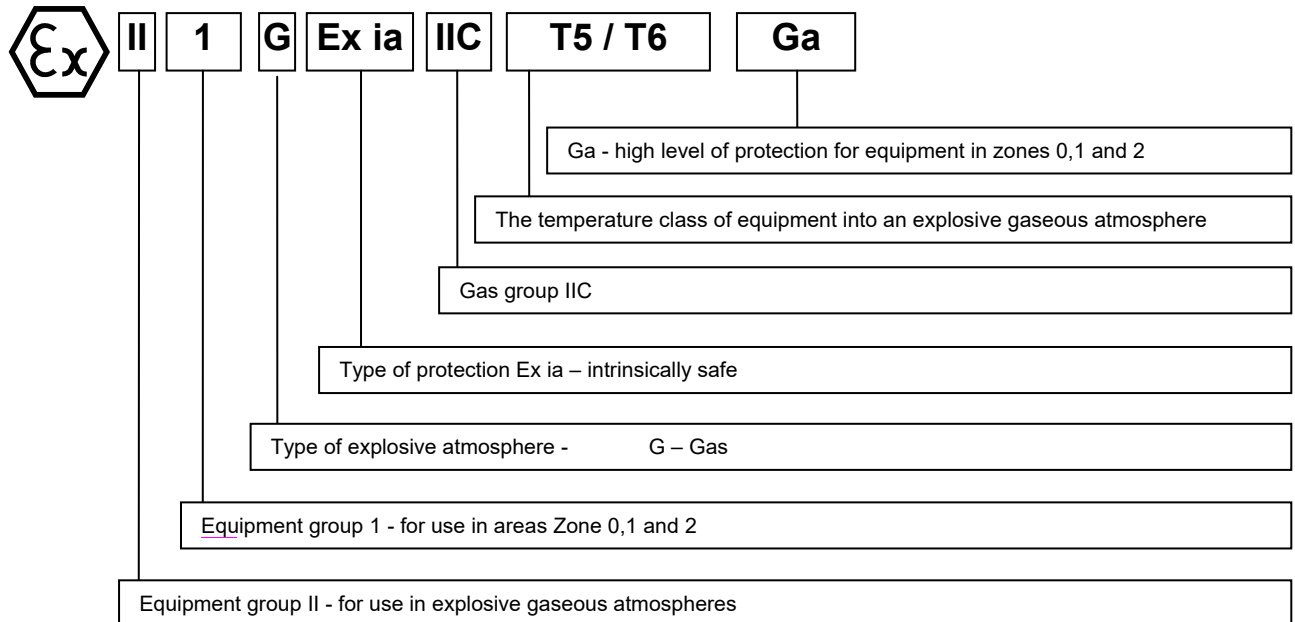 Ex II 1 G Ex ia IIC T5 / T6 Ga
Ga - high level of protection for equipment in zones 0,1 and 2
The temperature class of equipment into an explosive gaseous atmosphere
Gas group IIC
Type of protection Ex ia – intrinsically safe
Type of explosive atmosphere - G – Gas
Equipment group 1 - for use in areas Zone 0,1 and 2
Equipment group II - for use in explosive gaseous atmospheres